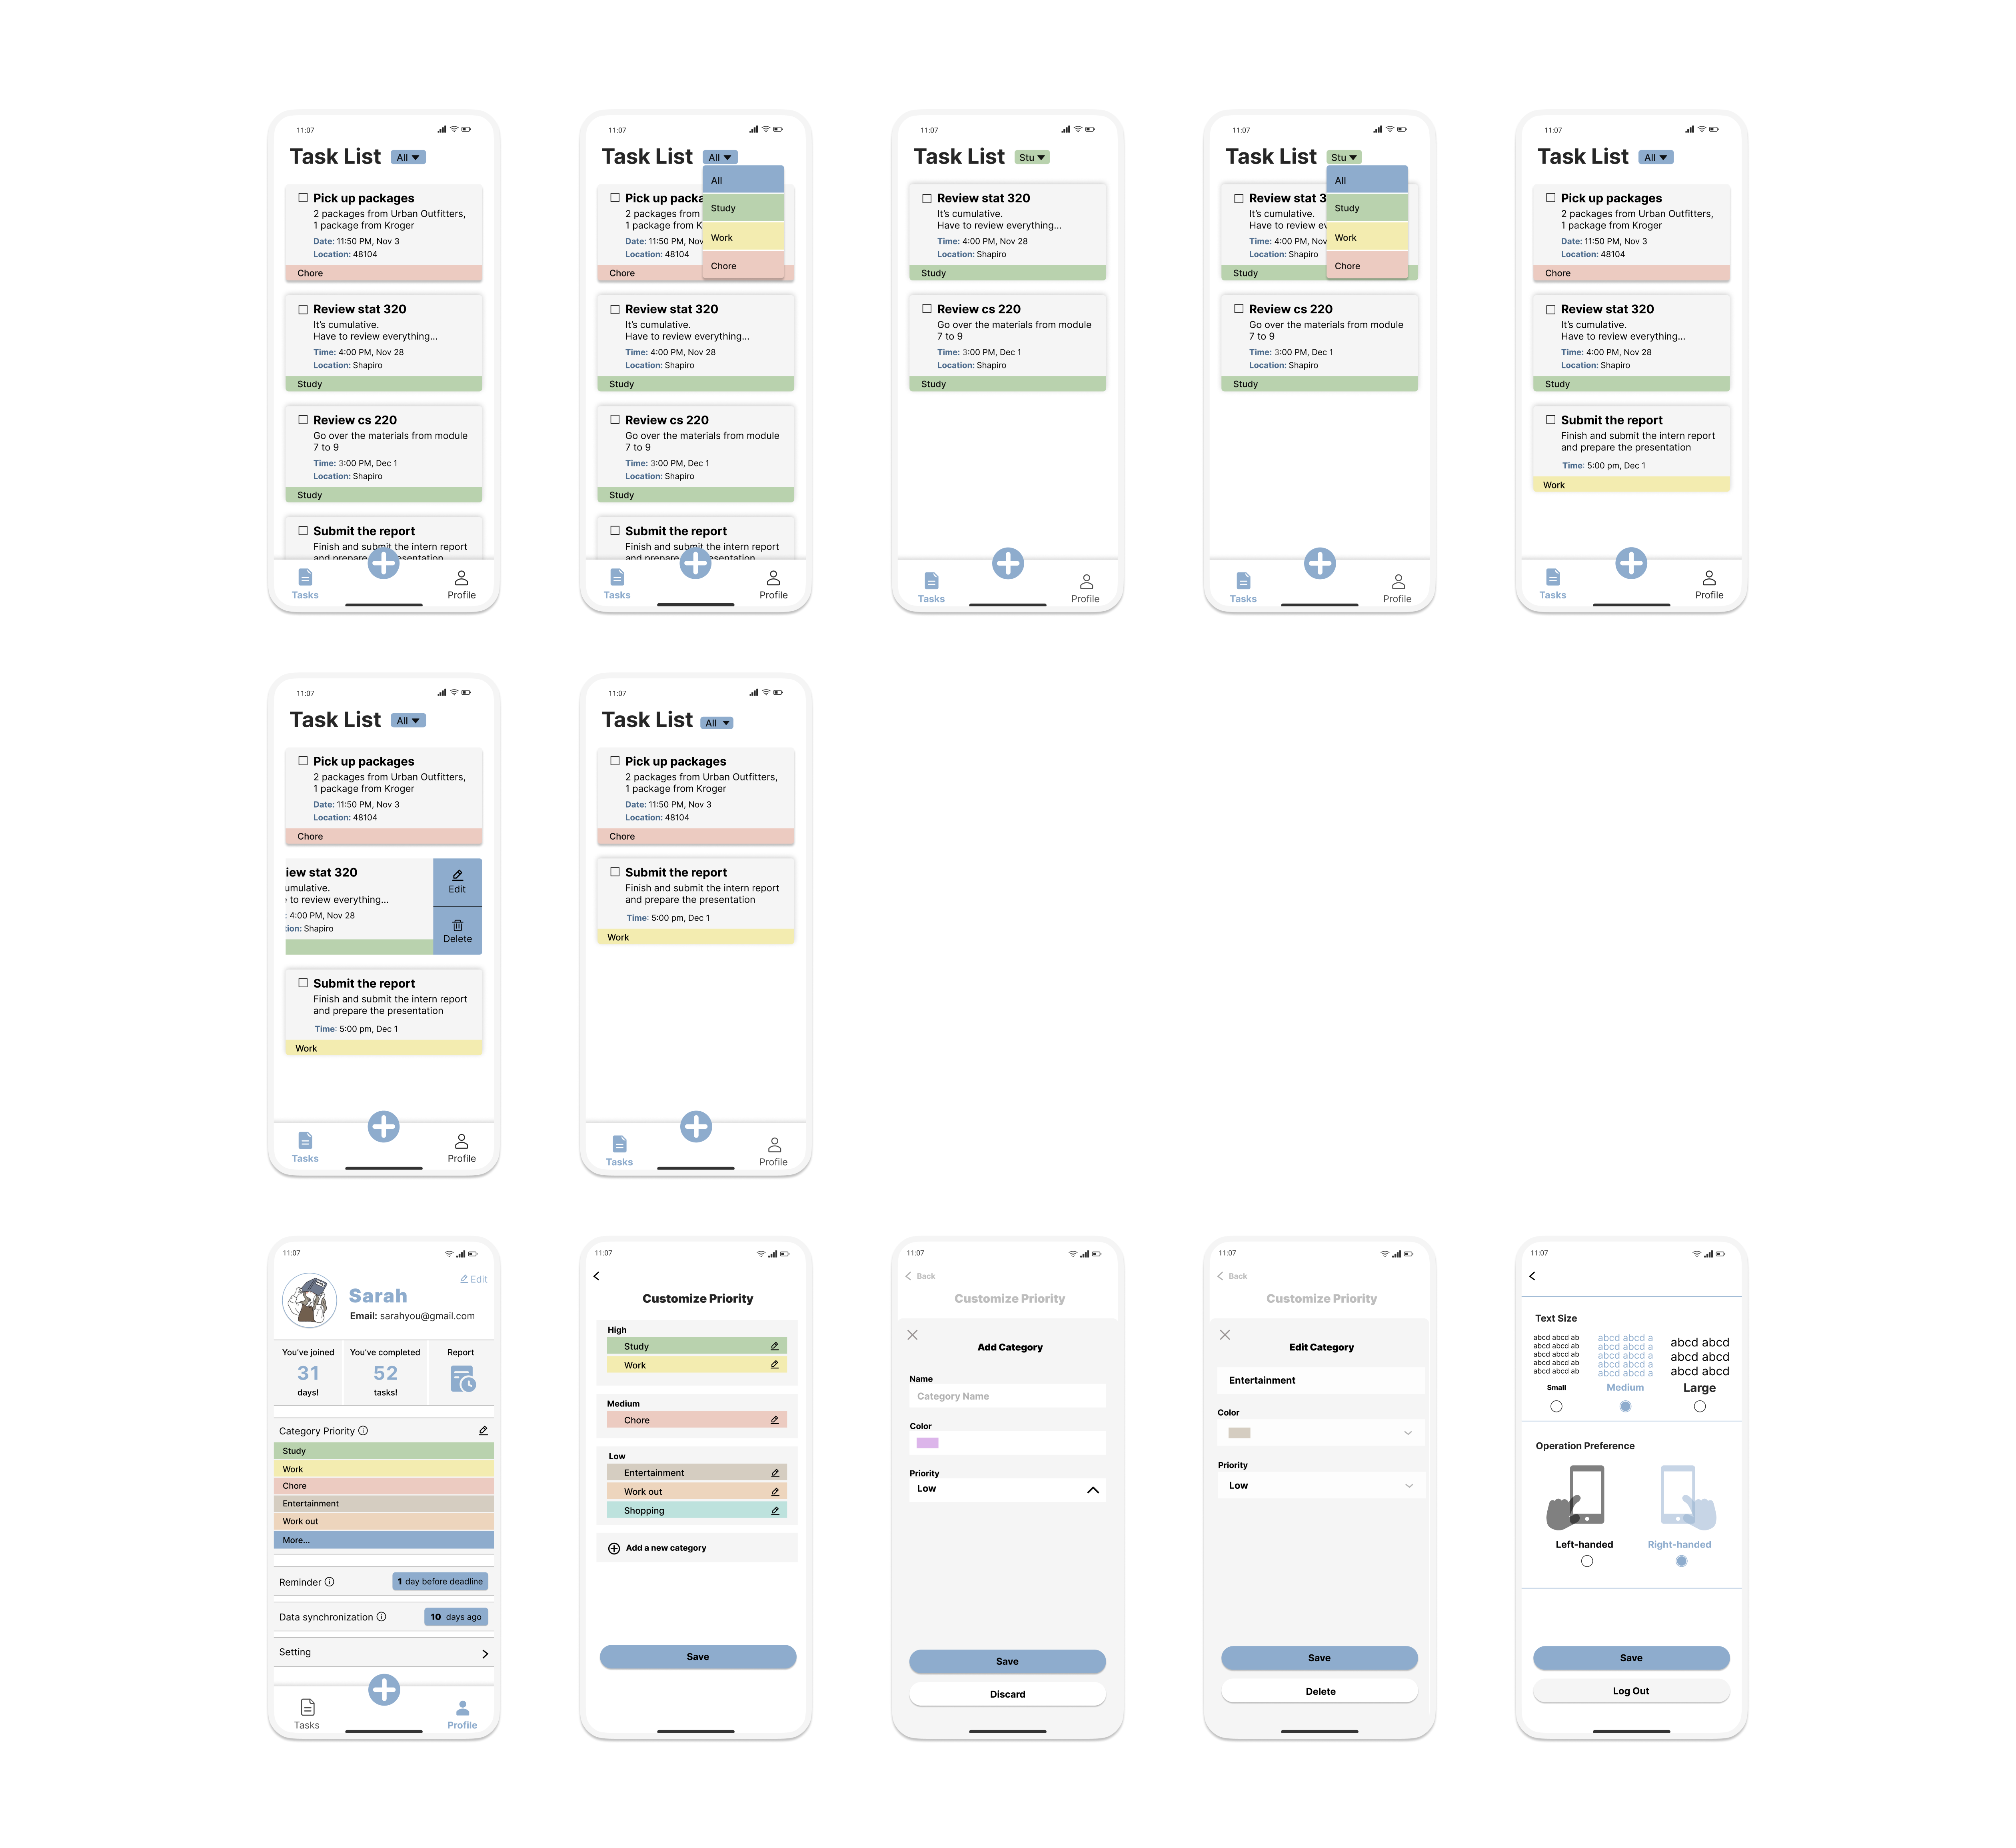 11:07
Task List All
Pick up packages
2 packages from Urban Outfitters,
1 package from Kroger
Date: 11:50 PM, Nov 3
Location: 48104
Chore
Review stat 320
It's cumulative.
Have to review everything...
Time: 4:00 PM, Nov 28
Location: Shapiro
Study
Review cs 220
Go over the materials from module
7 to 9
Time: 3:00 PM, Dec 1
Location: Shapiro
Study
Submit the report
Finish and submit the intern report
and prepare
Tasks
Profile
11:07
Task List All
All
Study
Work
Chore
Pick up packa
2 packages from
1 package from K
Date: 11:50 PM, Nov
Location: 48104
Chore
Review stat 320
It's cumulative.
Have to review everything...
Time: 4:00 PM, Nov 28
Location: Shapiro
Study
Review cs 220
Go over the materials from module
7 to 9
Time: 3:00 PM, Dec 1
Location: Shapiro
Study
Submit the report
Finish and submit the intern report
and prepare
Tasks
Profile
11:07
Task List Stu
Review stat 320
It's cumulative.
Have to review everything...
Time: 4:00 PM, Nov 28
Location: Shapiro
Study
Review cs 220
Go over the materials from module
7 to 9
Time: 3:00 PM, Dec 1
Location: Shapiro
Study
Tasks
Profile
11:07
Task List Stu
All
Study
Work
Chore
Review stat 3
It's cumulative.
Have to review ev
Time: 4:00 PM, Nov
Location: Shapiro
Study
Review cs 220
Go over the materials from module
7 to 9
Time: 3:00 PM, Dec 1
Location: Shapiro
Study
Tasks
Profile
11:07
Task List All
Pick up packages
2 packages from Urban Outfitters,
1 package from Kroger
Date: 11:50 PM, Nov 3
Location: 48104
Chore
Review stat 320
It's cumulative.
Have to review everything...
Time: 4:00 PM, Nov 28
Location: Shapiro
Study
Submit the report
Finish and submit the intern report
and prepare the presentation
Time: 5:00 pm, Dec 1
Work
Tasks
Profile
11:07
Task List All
Pick up packages
2 packages from Urban Outfitters,
1 package from Kroger
Date: 11:50 PM, Nov 3
Location: 48104
Chore
iew stat 320
umulative.
to review everything...
: 4:00 PM, Nov 28
tion: Shapiro
Edit
Delete
Submit the report
Finish and submit the intern report
and prepare the presentation
Time: 5:00 pm, Dec 1
Work
Tasks
Profile
11:07
Task List All
Pick up packages
2 packages from Urban Outfitters,
1 package from Kroger
Date: 11:50 PM, Nov 3
Location: 48104
Chore
Submit the report
Finish and submit the intern report
and prepare the presentation
Time: 5:00 pm, Dec 1
Work
Tasks
Profile
11:07
Edit
Sarah
Email: sarahyou@gmail.com
You've joined
31
days!
You've completed
52
tasks!
Report
Category Priority
Study
Work
Chore
Entertainment
Work out
More...
Reminder
1 day before deadline
Data synchronization
10 days ago
Setting
Tasks
Profile
11:07
Customize Priority
High
Study
Work
Medium
Chore
Low
Entertainment
Work out
Shopping
Add a new category
Save
11:07
Back
Customize Priority
Add Category
Name
Category Name
Color
Priority
Low
Save
Discard
11:07
Back
Customize Priority
Edit Category
Entertainment
Color
Priority
Low
Save
Delete
11:07
Text Size
abcd abcd ab
abcd abcd ab
abcd abcd ab
abcd abcd ab
abcd abcd ab
Small
abcd abcd a
abcd abcd a
abcd abcd a
abcd abcd a
abcd abcd a
Medium
abcd abcd
abcd abcd
abcd abcd
Large
Operation Preference
Left-handed
Right-handed
Save
Log Out